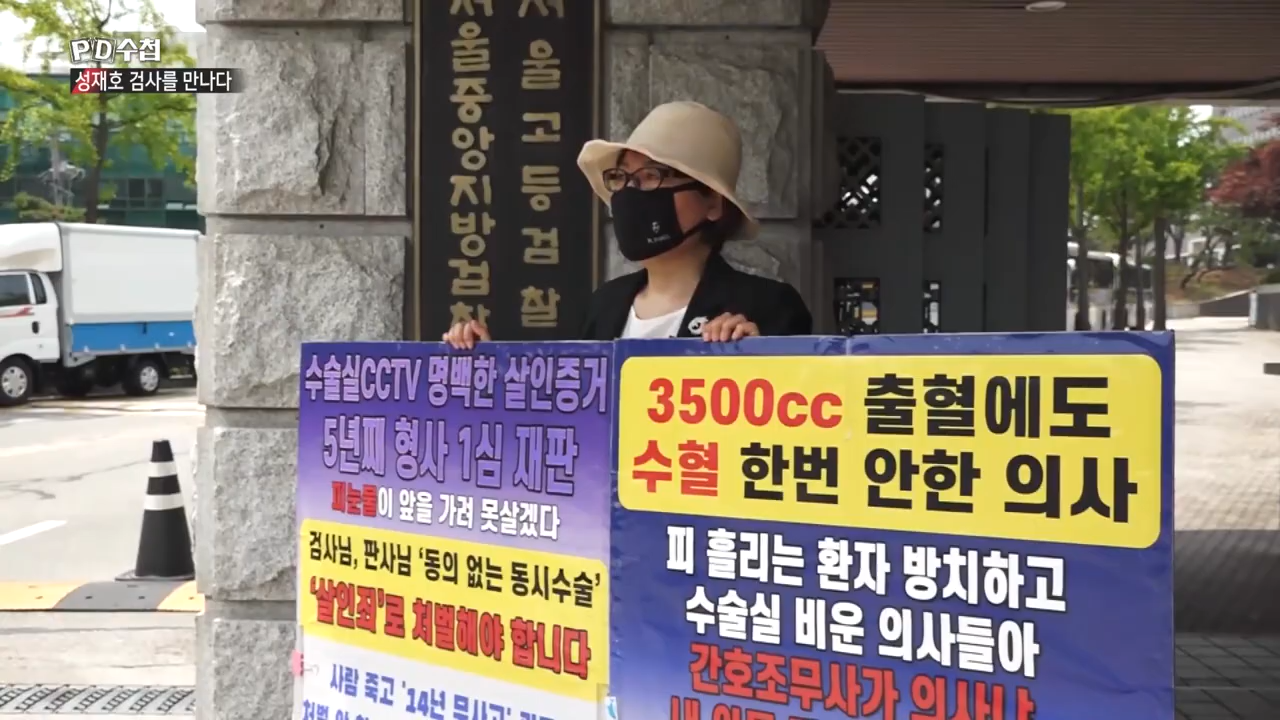 PD수첩
성재호 검사를 만나다
서울고등검찰
서울중앙지방검찰
수술실CCTV 명백한 살인증거
5년째 형사 1심 재판
피눈물이 앞을 가려 못살겠다
검사님, 판사님 '동의 없는 동시수술'
'살인죄'로 처벌해야 합니다
사람 죽고 '14년 무사고'
3500cc 출혈에도
수혈 한번 안한 의사
피 흘리는 환자 방치하고
수술실 비운 의사들아
간호조무사가 의사냐